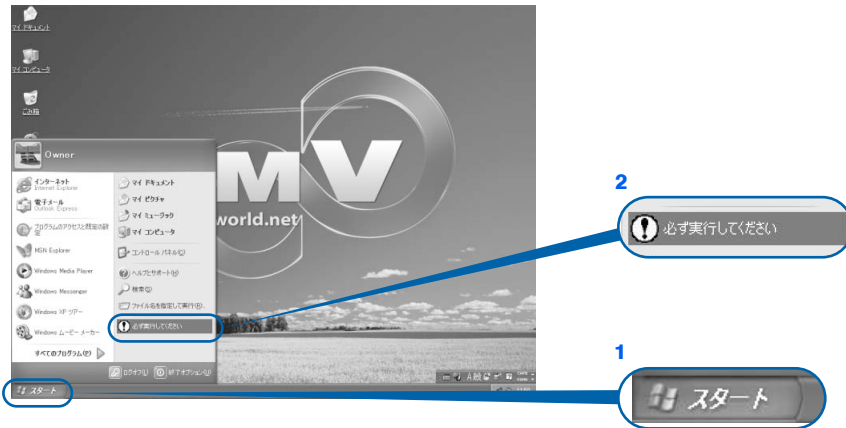 マイ ドキュメント
マイ コンピュータ
ごみ箱
Owner
インターネット
Internet Explorer
電子メール
Outlook Express
プログラムのアクセスと既定の設定
MSN Explorer
Windows Media Player
Windows Messenger
Windows XP ツアー
Windows ムービー メーカー
すべてのプログラム(P)
マイ ドキュメント
マイ ピクチャ
マイ ミュージック
マイ コンピュータ
コントロール パネル(C)
ヘルプとサポート(H)
検索(S)
ファイル名を指定して実行(R)...
必ず実行してください
ログオフ(L)
終了オプション(U)
スタート
MV
world.net
A 般
2
必ず実行してください
1
スタート